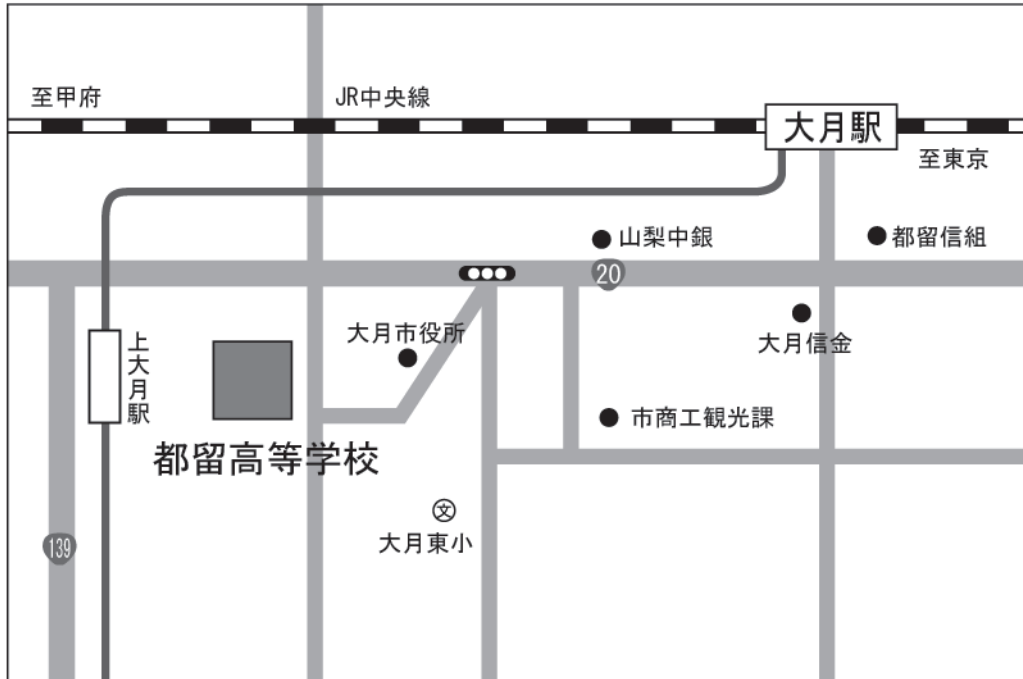 至甲府
JR中央線
大月駅
至東京
山梨中銀
都留信組
20
大月市役所
大月信金
上大月駅
市商工観光課
都留高等学校
文
大月東小
139